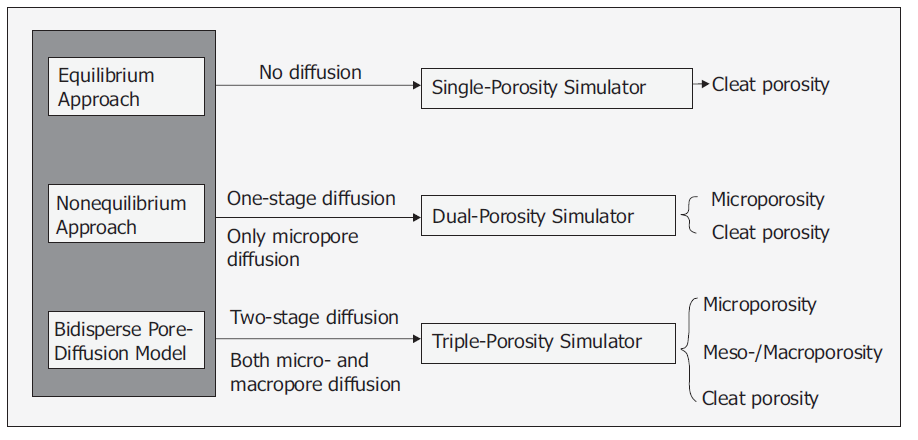 Equilibrium
Approach
No diffusion
Single-Porosity Simulator
Cleat porosity
Nonequilibrium
Approach
One-stage diffusion
Only micropore
diffusion
Dual-Porosity Simulator
Microporosity
Cleat porosity
Bidisperse Pore-
Diffusion Model
Two-stage diffusion
Both micro- and
macropore diffusion
Triple-Porosity Simulator
Microporosity
Meso-/Macroporosity
Cleat porosity